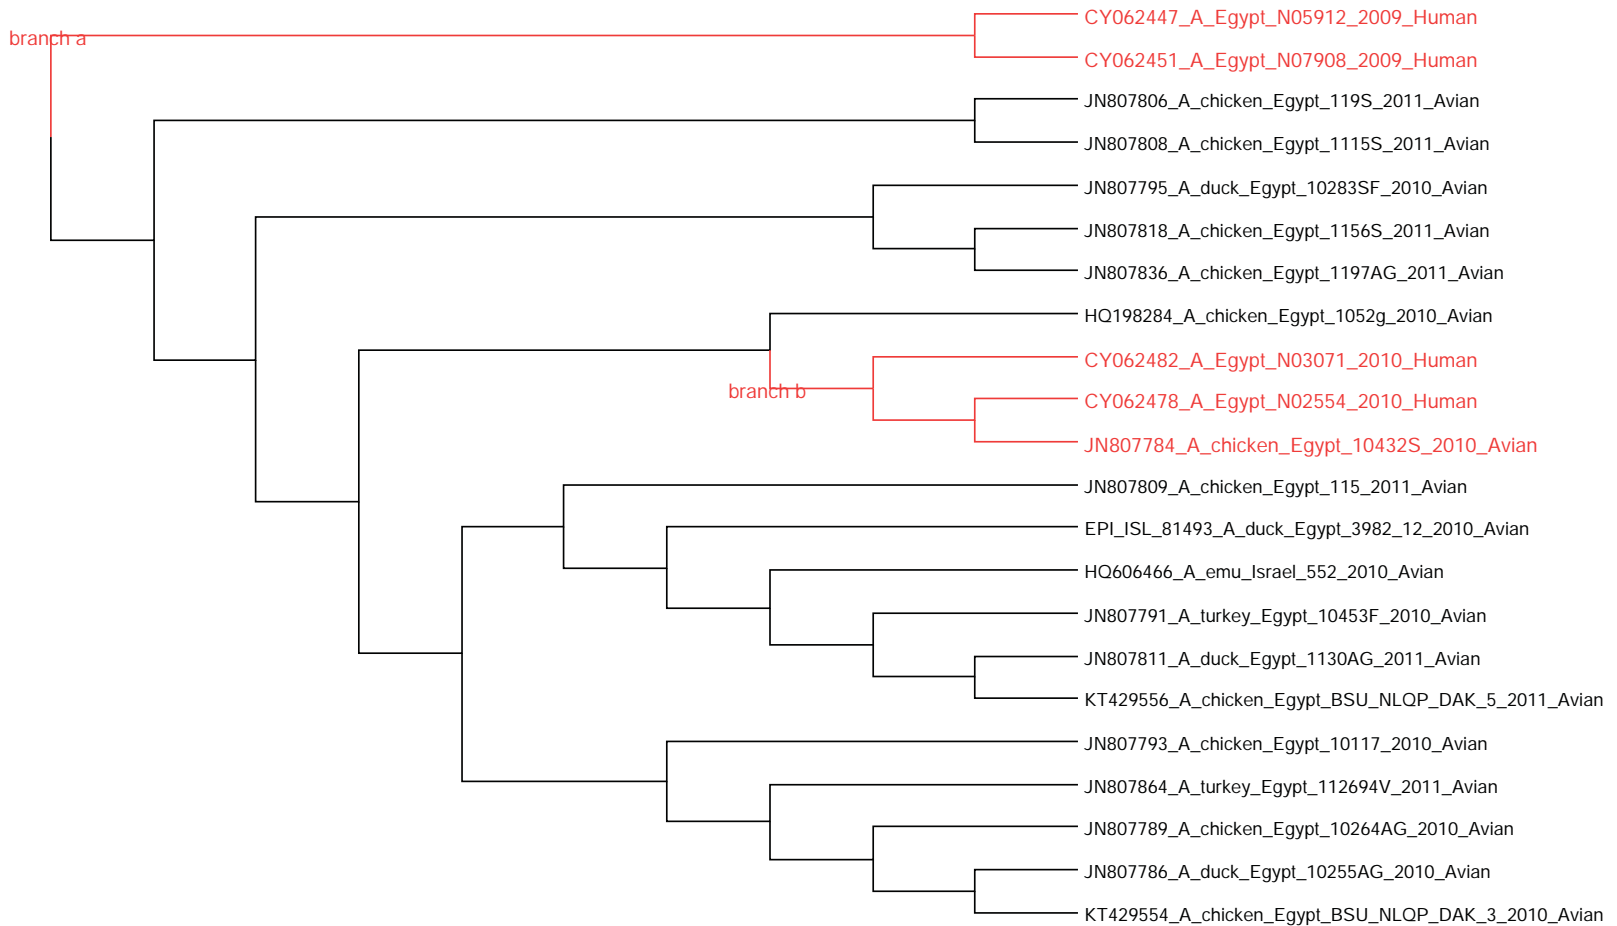 CY062447_A_Egypt_N05912_2009_Human
branch a
CY062451_A_Egypt_N07908_2009_Human
JN807806_A_chicken_Egypt_119S_2011_Avian
JN807808_A_chicken_Egypt_1115S_2011_Avian
JN807795_A_duck_Egypt_10283SF_2010_Avian
JN807818_A_chicken_Egypt_1156S_2011_Avian
JN807836_A_chicken_Egypt_1197AG_2011_Avian
HQ198284_A_chicken_Egypt_1052g_2010_Avian
CY062482_A_Egypt_N03071_2010_Human
branch b
CY062478_A_Egypt_N02554_2010_Human
JN807784_A_chicken_Egypt_10432S_2010_Avian
JN807809_A_chicken_Egypt_115_2011_Avian
EPI_ISL_81493_A_duck_Egypt_3982_12_2010_Avian
HQ606466_A_emu_Israel_552_2010_Avian
JN807791_A_turkey_Egypt_10453F_2010_Avian
JN807811_A_duck_Egypt_1130AG_2011_Avian
KT429556_A_chicken_Egypt_BSU_NLQP_DAK_5_2011_Avian
JN807793_A_chicken_Egypt_10117_2010_Avian
JN807864_A_turkey_Egypt_112694V_2011_Avian
JN807789_A_chicken_Egypt_10264AG_2010_Avian
JN807786_A_duck_Egypt_10255AG_2010_Avian
KT429554_A_chicken_Egypt_BSU_NLQP_DAK_3_2010_Avian